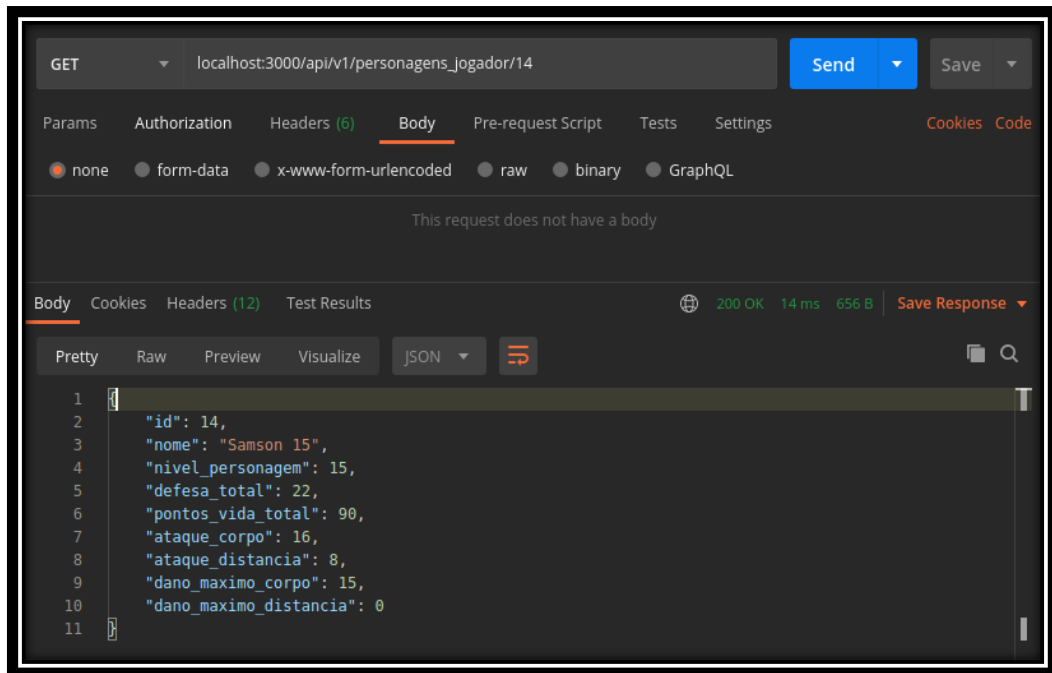 GET localhost:3000/api/v1/personagens_jogador/14 Send Save
Params Authorization Headers (6) Body Pre-request Script Tests Settings Cookies Code
none form-data x-www-form-urlencoded raw binary GraphQL
This request does not have a body
Body Cookies Headers (12) Test Results 200 OK 14 ms 656 B Save Response
Pretty Raw Preview Visualize JSON
1 {
2 "id": 14,
3 "nome": "Samson 15",
4 "nivel_personagem": 15,
5 "defesa_total": 22,
6 "pontos_vida_total": 90,
7 "ataque_corpo": 16,
8 "ataque_distancia": 8,
9 "dano_maximo_corpo": 15,
10 "dano_maximo_distancia": 0
11 }